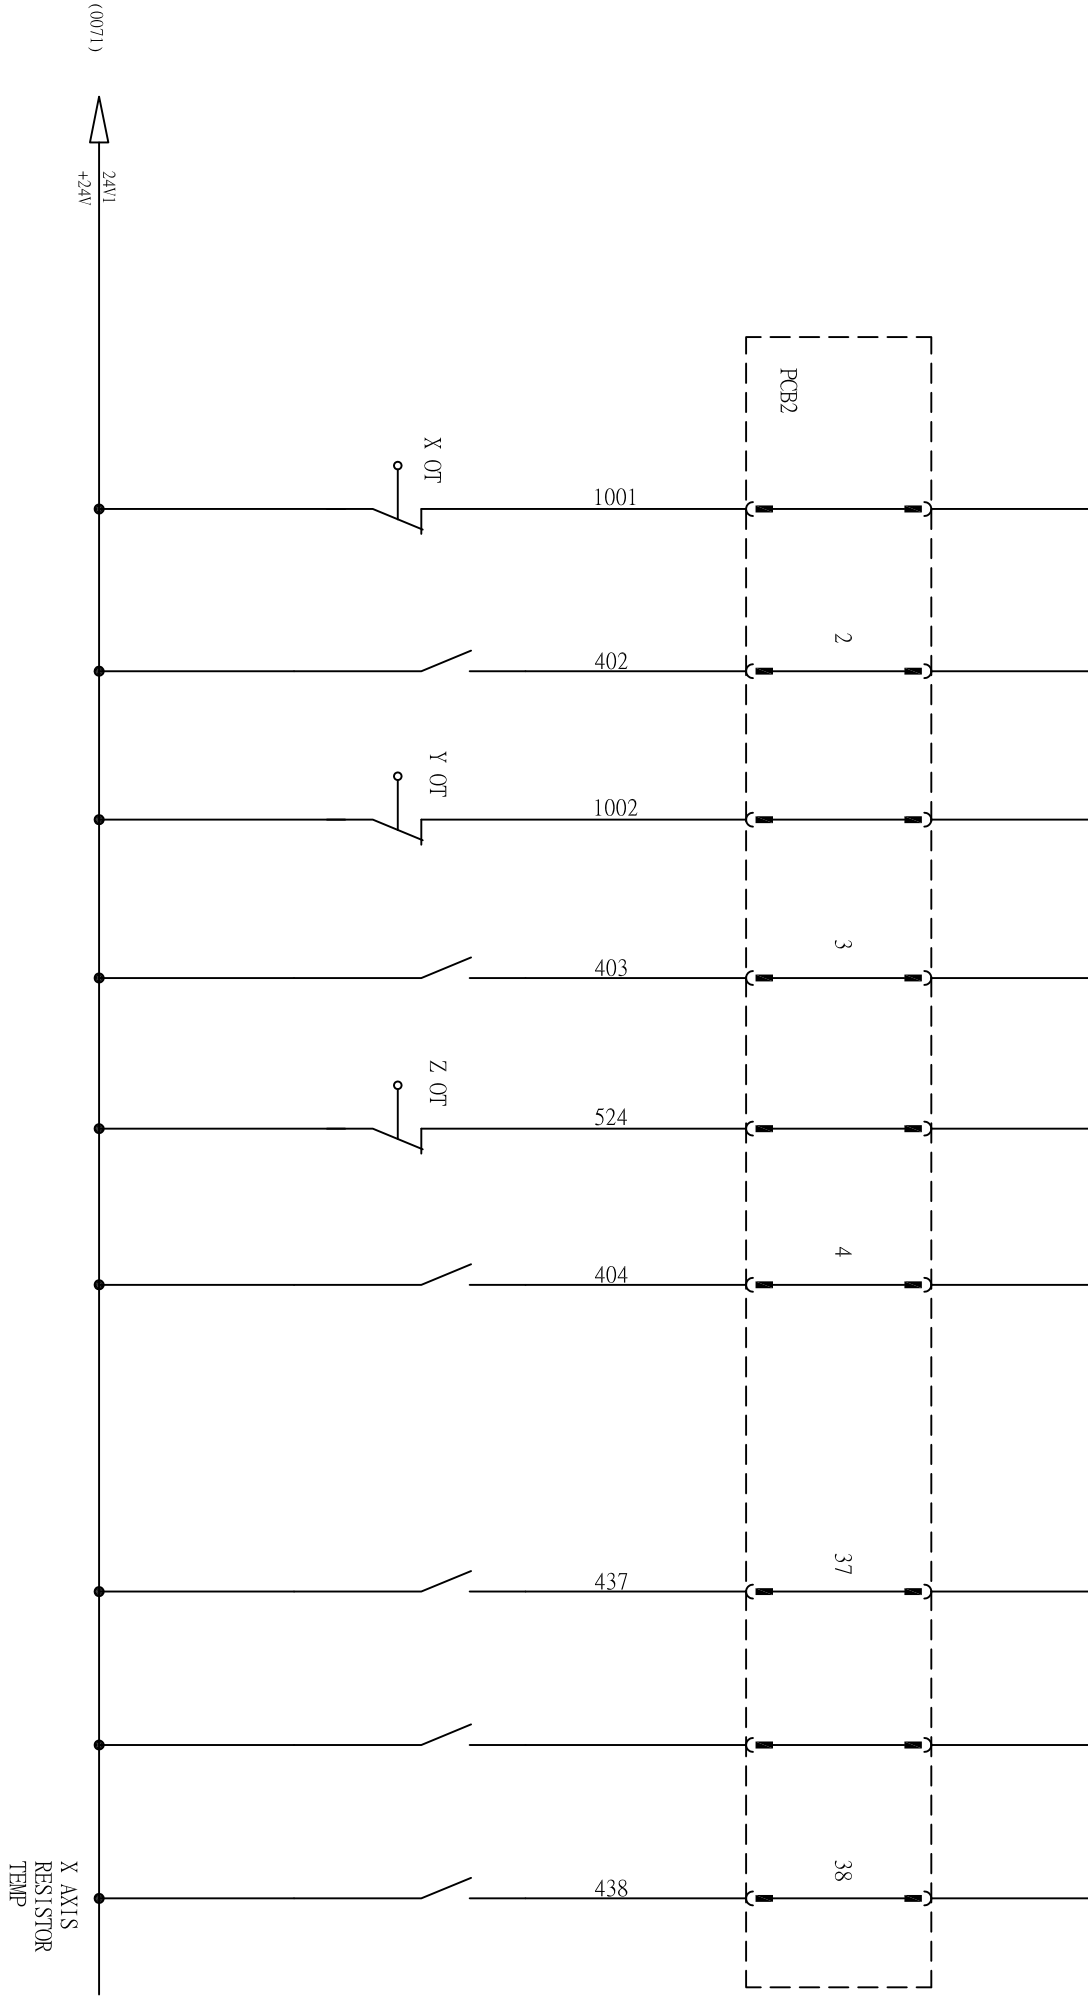 (0071)
24V1
+24V
PCB2
X OT
1001
2
402
Y OT
1002
3
403
Z OT
524
4
404
37
437
38
438
X AXIS
RESISTOR
TEMP